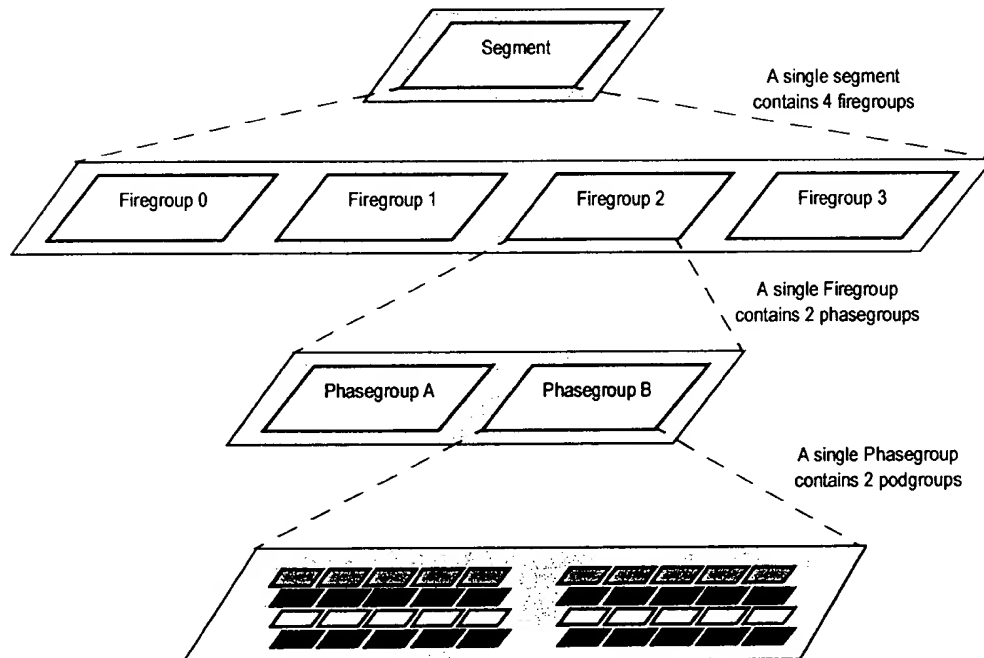 Segment
A single segment
contains 4 firegroups
Firegroup 0
Firegroup 1
Firegroup 2
Firegroup 3
A single Firegroup
contains 2 phasegroups
Phasegroup A
Phasegroup B
A single Phasegroup
contains 2 podgroups